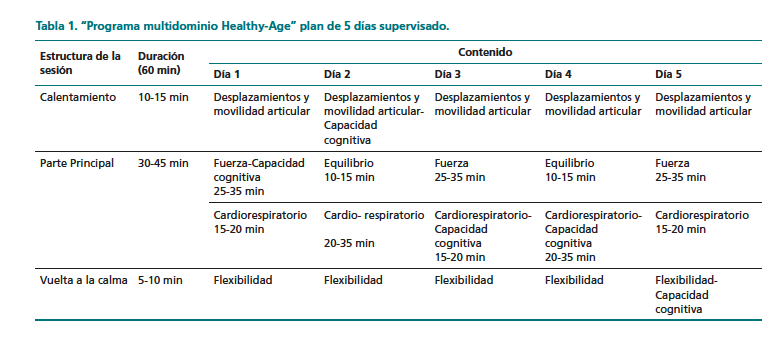 Tabla 1. “Programa multidominio Healthy-Age” plan de 5 días supervisado.
Estructura de la sesión Duración (60 min) Contenido
Día 1 Día 2 Día 3 Día 4 Día 5
Calentamiento 10-15 min Desplazamientos y Desplazamientos y Desplazamientos y Desplazamientos y Desplazamientos y
movilidad articular movilidad articular- movilidad articular movilidad articular movilidad articular
Capacidad
cognitiva
Parte Principal 30-45 min Fuerza-Capacidad Equilibrio Fuerza Equilibrio Fuerza
cognitiva 10-15 min 25-35 min 10-15 min 25-35 min
25-35 min
Cardiorespiratorio Cardio- respiratorio Cardiorespiratorio- Cardiorespiratorio- Cardiorespiratorio
15-20 min Capacidad Capacidad 15-20 min
20-35 min cognitiva cognitiva
15-20 min 20-35 min
Vuelta a la calma 5-10 min Flexibilidad Flexibilidad Flexibilidad Flexibilidad Flexibilidad-
Capacidad
cognitiva